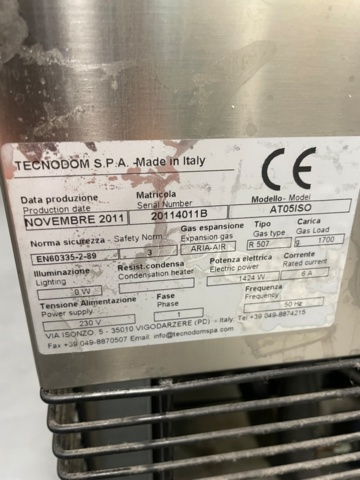 TECNODOM S.P.A. -Made in Italy
CE
Data produzione Matricola Modello- Model
Production date Serial Number AT05ISO
NOVEMBRE 2011 20114011B
Gas espansione Tipo Carica
Norma sicurezza - Safety Norm Expansion gas Gas type Gas Load
EN60335-2-89 3 ARIA-AIR R 507 g 1700
Illuminazione Resist.condensa Potenza elettrica Corrente
Lighting Condensation heater Electric power Rated current
0 W 1424 W 6 A
Tensione Alimentazione Fase Frequenza
Power supply. Phase Frequency
230 V 1 50 Hz
VIA ISONZO, 5 - 35010 VIGODARZERE (PD) - Italy. Tel +39 049-8874215
Fax +39 049-8870507 Email. info@tecnodomspa.com